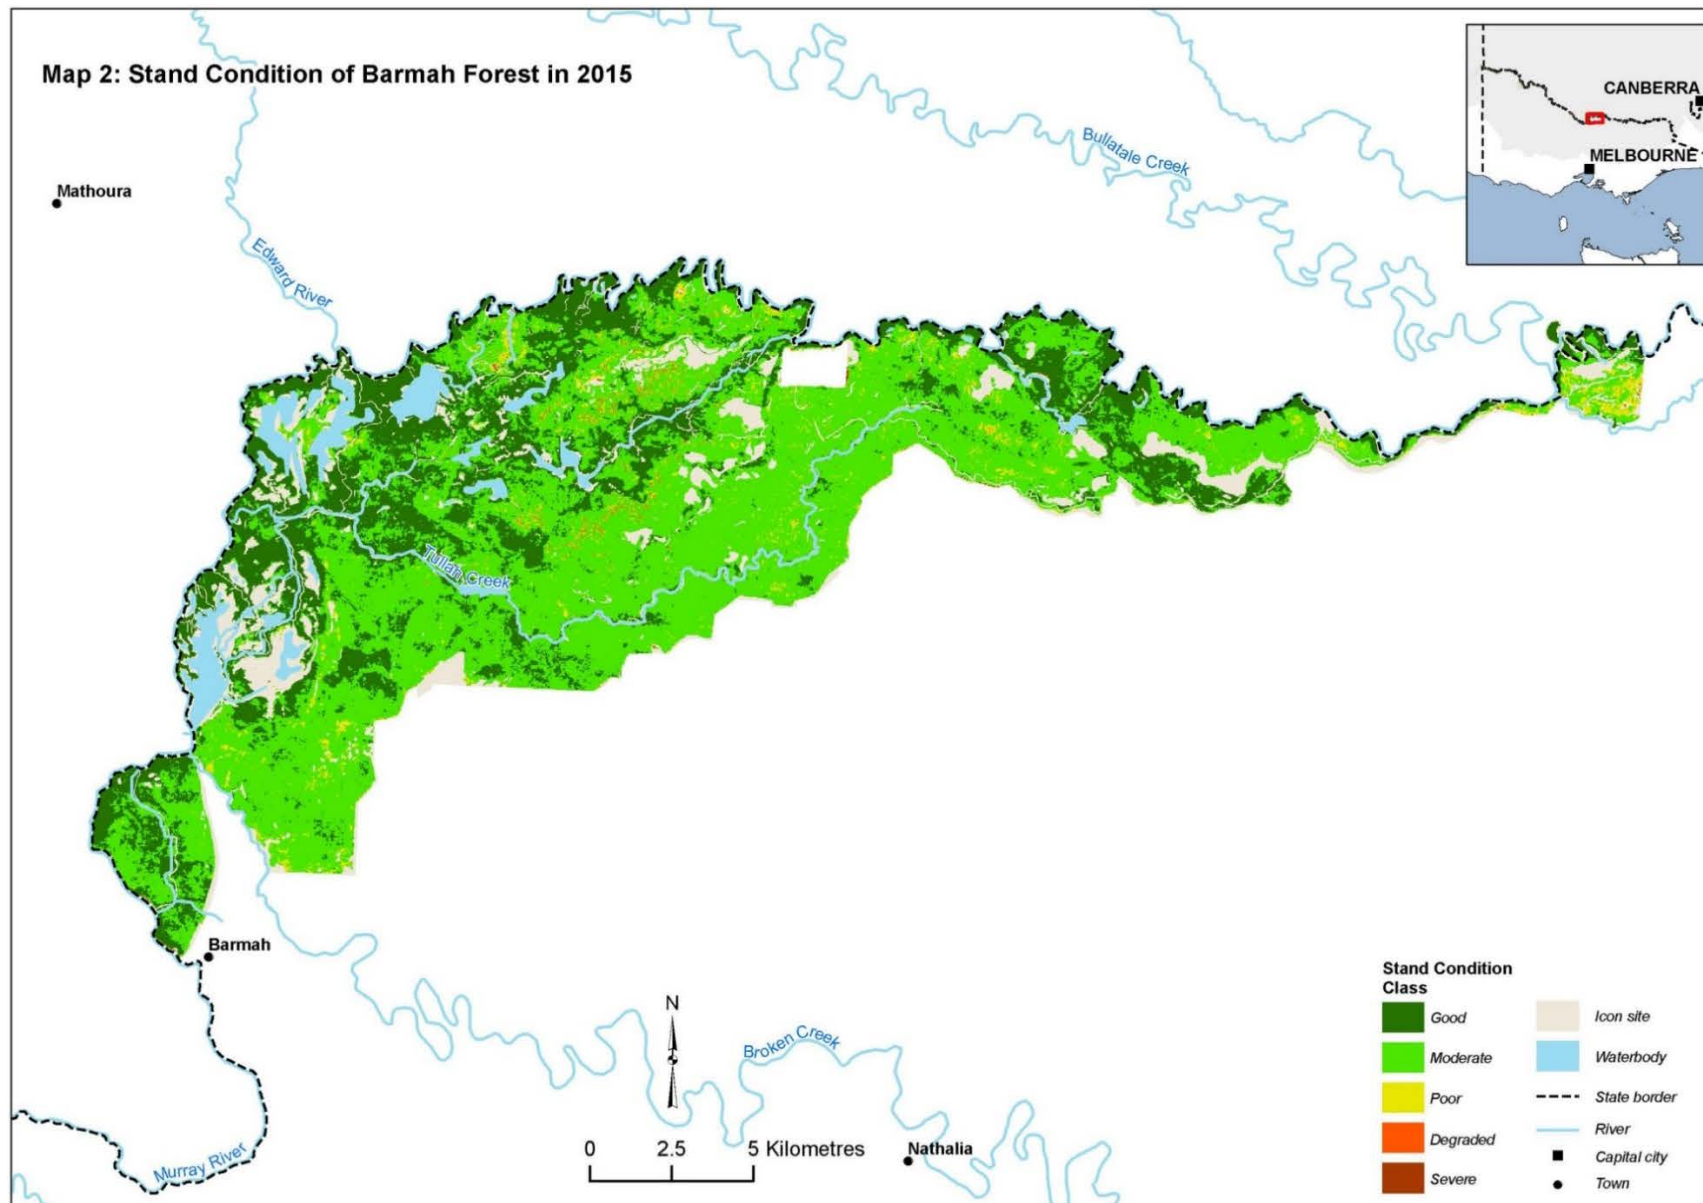 Map 2: Stand Condition of Barmah Forest in 2015
CANBERRA
MELBOURNE
Bullatale Creek
Mathoura
Edward River
Tullah Creek
Barmah
N
Broken Creek
0 2.5 5 Kilometres
Nathalia
Murray River
Stand Condition
Class
Good
Moderate
Poor
Degraded
Severe
Icon site
Waterbody
State border
River
Capital city
Town